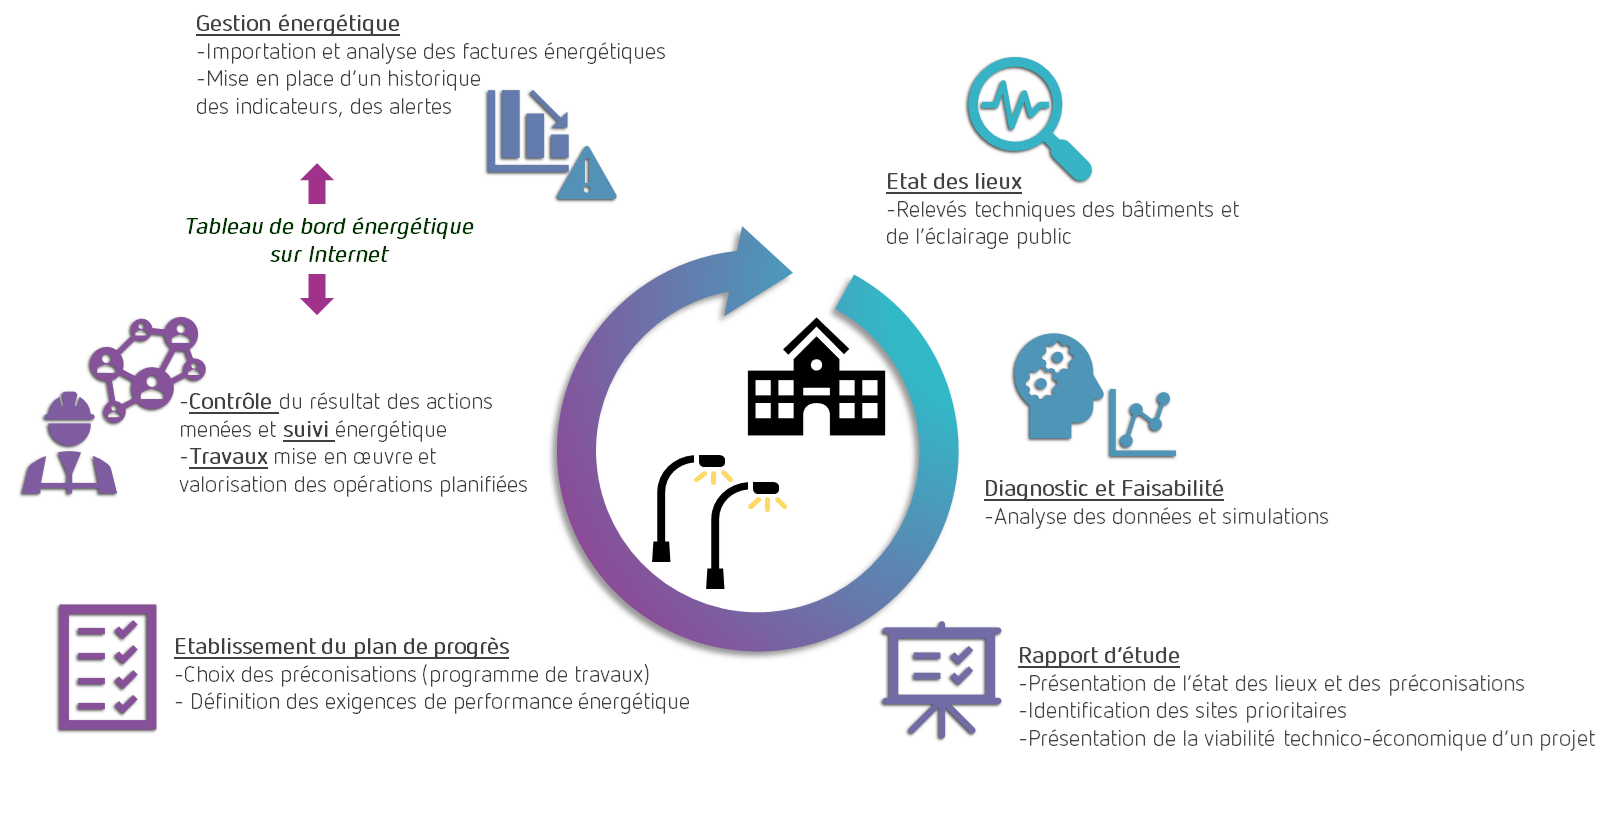 Gestion énergétique
-Importation et analyse des factures énergétiques
-Mise en place d'un historique
des indicateurs, des alertes
Tableau de bord énergétique
sur Internet
-Contrôle du résultat des actions
menées et suivi énergétique
-Travaux mise en œuvre et
valorisation des opérations planifiées
Etablissement du plan de progrès
-Choix des préconisations (programme de travaux)
- Définition des exigences de performance énergétique
Etat des lieux
-Relevés techniques des bâtiments et
de l'éclairage public
Diagnostic et Faisabilité
-Analyse des données et simulations
Rapport d'étude
-Présentation de l'état des lieux et des préconisations
-Identification des sites prioritaires
-Présentation de la viabilité technico-économique d'un projet